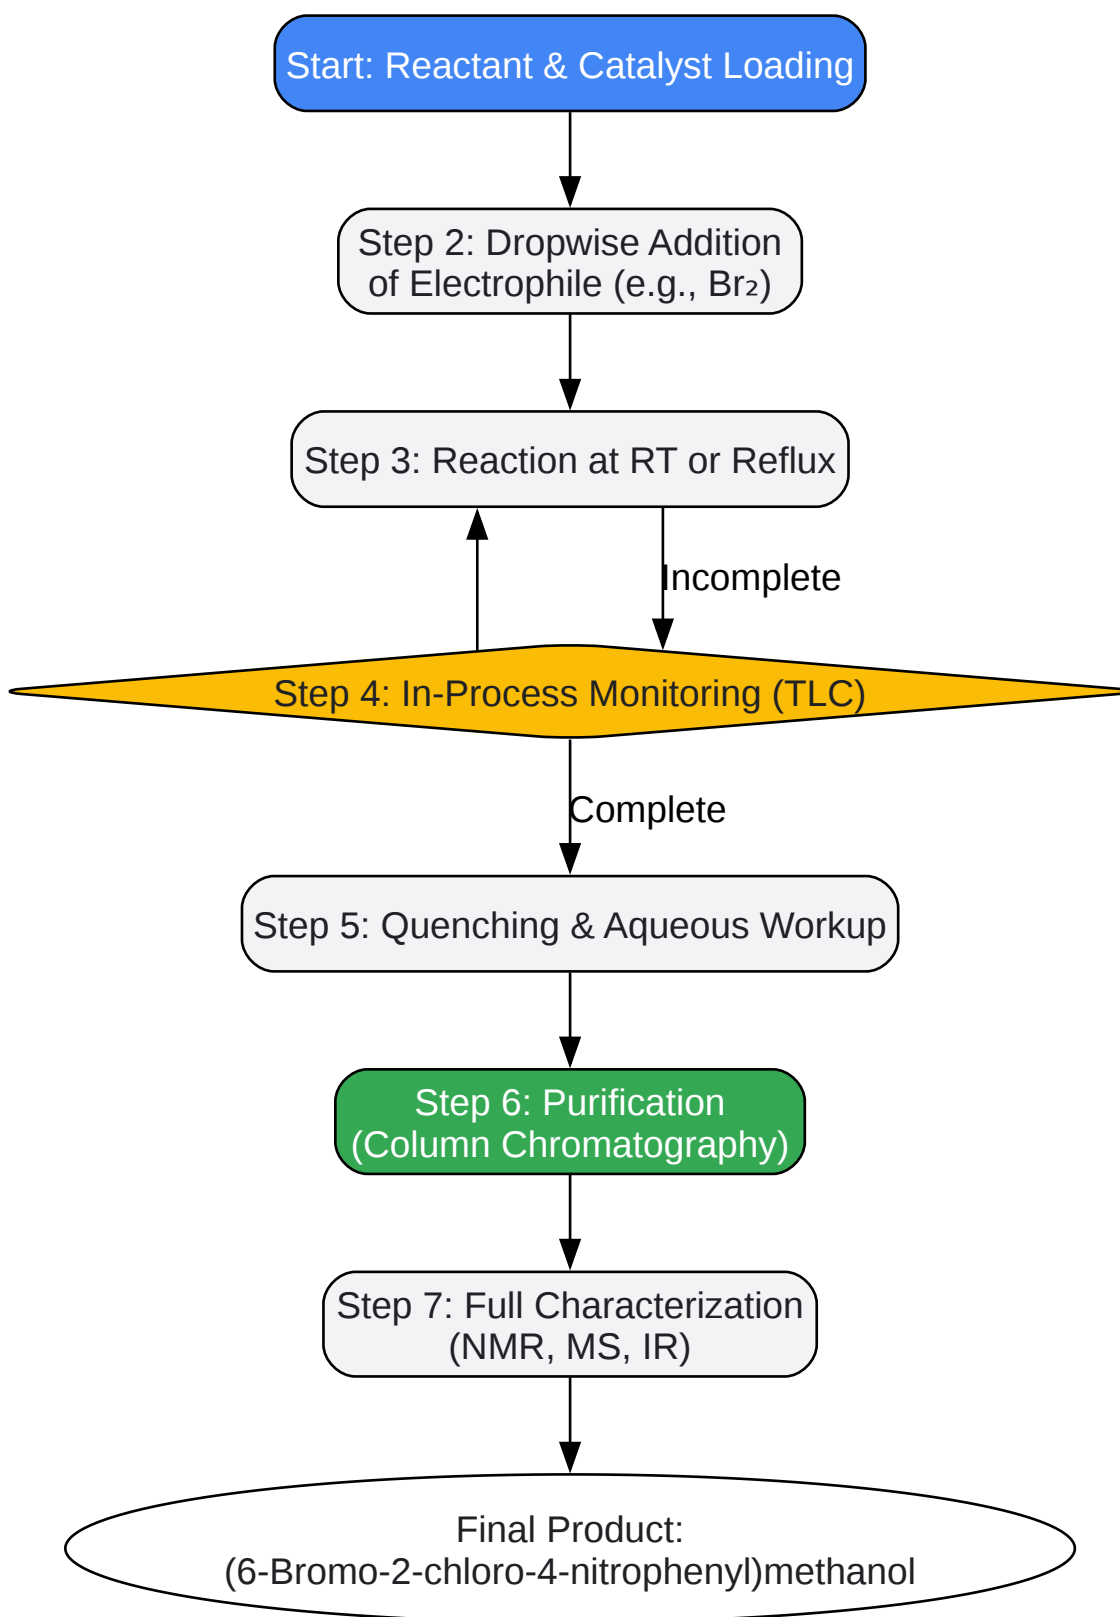 Start: Reactant & Catalyst Loading
Step 2: Dropwise Addition
of Electrophile (e.g., Br₂)
Step 3: Reaction at RT or Reflux
Incomplete
Step 4: In-Process Monitoring (TLC)
Complete
Step 5: Quenching & Aqueous Workup
Step 6: Purification
(Column Chromatography)
Step 7: Full Characterization
(NMR, MS, IR)
Final Product:
(6-Bromo-2-chloro-4-nitrophenyl)methanol